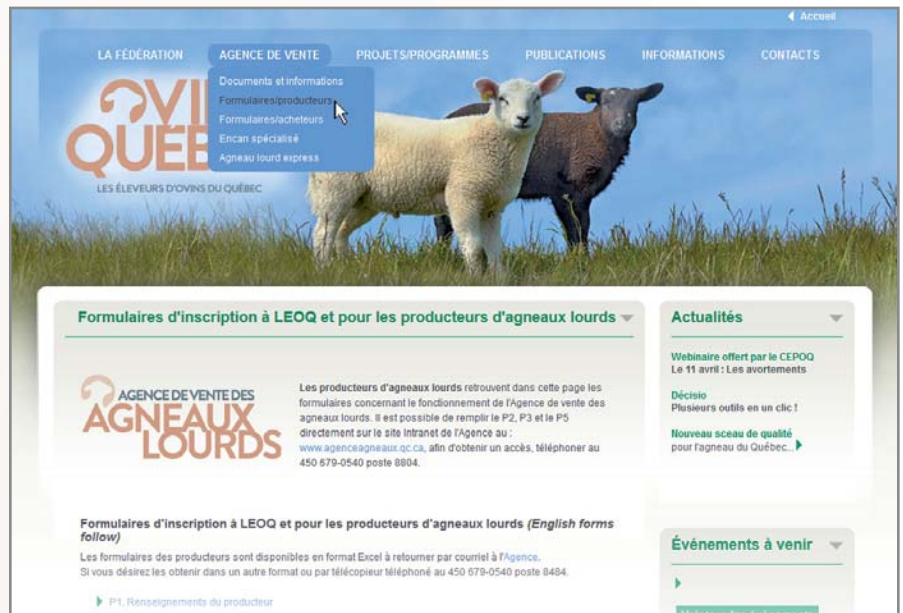 Accueil
LA FÉDÉRATION AGENCE DE VENTE PROJETS/PROGRAMMES PUBLICATIONS INFORMATIONS CONTACTS
Documents et informations
Formulaires/producteurs
Formulaires/acheteurs
Encan spécialisé
Agneau lourd express
OVI
QUÉB
LES ÉLEVEURS D'OVINS DU QUÉBEC
Formulaires d'inscription à LEOQ et pour les producteurs d'agneaux lourds
AGENCE DE VENTE DES
AGNEAUX
LOURDS
Les producteurs d'agneaux lourds retrouvent dans cette page les
formulaires concernant le fonctionnement de l'Agence de vente des
agneaux lourds. Il est possible de remplir le P2, P3 et le P5
directement sur le site Intranet de l'Agence au :
www.agenceagneaux.qc.ca, afin d'obtenir un accès, téléphoner au
450 679-0540 poste 8804.
Formulaires d'inscription à LEOQ et pour les producteurs d'agneaux lourds (English forms
follow)
Les formulaires des producteurs sont disponibles en format Excel à retourner par courriel à l'Agence.
Si vous désirez les obtenir dans un autre format ou par télécopieur téléphoné au 450 679-0540 poste 8484.
P1. Renseignements du producteur
Actualités
Webinaire offert par le CEPOQ
Le 11 avril : Les avortements
Décisio
Plusieurs outils en un clic !
Nouveau sceau de qualité
pour l'agneau du Québec...
Événements à venir